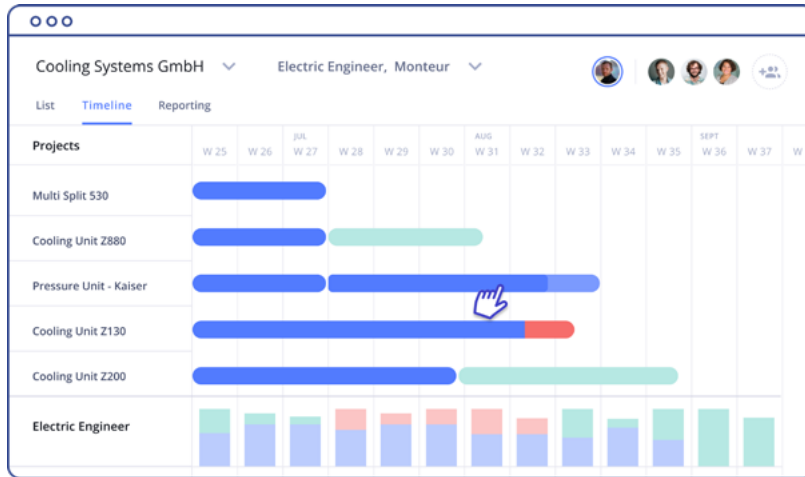 Cooling Systems GmbH Electric Engineer, Monteur
List Timeline Reporting
Projects
JUL AUG SEPT
W 25 W 26 W 27 W 28 W 29 W 30 W 31 W 32 W 33 W 34 W 35 W 36 W 37 W
Multi Split 530
Cooling Unit Z880
Pressure Unit - Kaiser
Cooling Unit Z130
Cooling Unit Z200
Electric Engineer